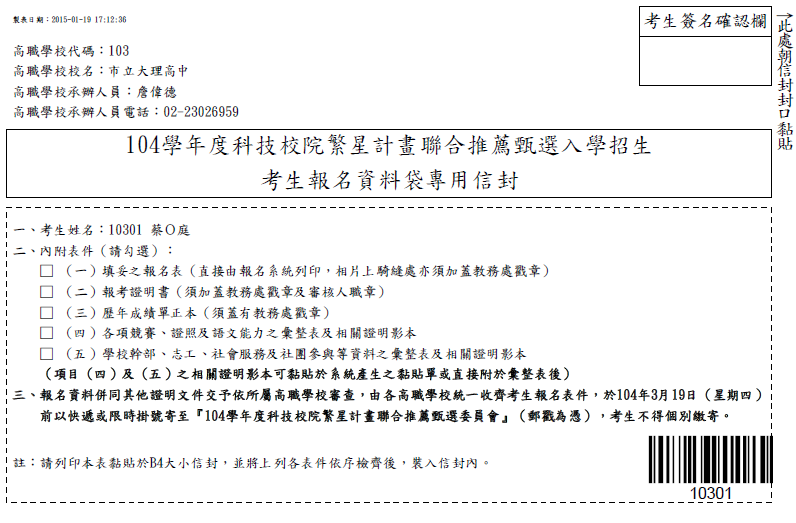 製表日期：2015-01-19 17:12:36
高職學校代碼：103
高職學校校名：市立大理高中
高職學校承辦人員：詹偉德
高職學校承辦人員電話：02-23026959
考生簽名確認欄
→此處朝信封封口黏貼
104學年度科技校院繁星計畫聯合推薦甄選入學招生
考生報名資料袋專用信封
一、考生姓名：10301 蔡○庭
二、內附表件（請勾選）：
□（一）填妥之報名表（直接由報名系統列印，相片上騎縫處亦須加蓋教務處戳章）
□（二）報考證明書（須加蓋教務處戳章及審核人職章）
□（三）歷年成績單正本（須蓋有教務處戳章）
□（四）各項競賽、證照及語文能力之彙整表及相關證明影本
□（五）學校幹部、志工、社會服務及社團參與等資料之彙整表及相關證明影本
（項目（四）及（五）之相關證明影本可黏貼於系統產生之黏貼單或直接附於彙整表後）
三、報名資料併同其他證明文件交予依所屬高職學校審查，由各高職學校統一收齊考生報名表件，於104年3月19日（星期四）
前以快遞或限時掛號寄至『104學年度科技校院繁星計畫聯合推薦甄選委員會』（郵戳為憑），考生不得個別繳寄。
註：請列印本表黏貼於B4大小信封，並將上列各表件依序檢齊後，裝入信封內。
10301